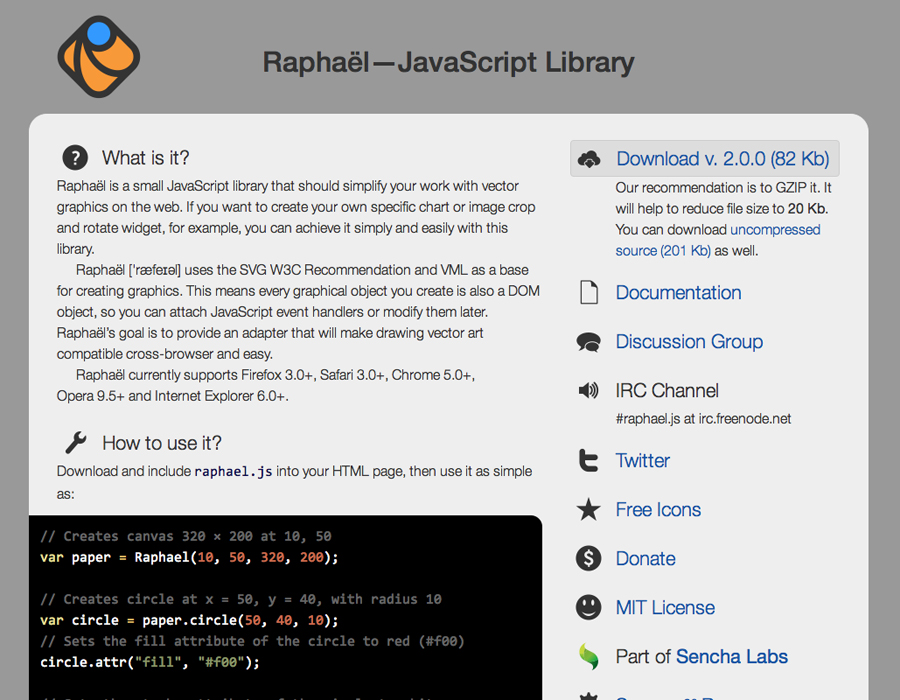 Raphaël—JavaScript Library
What is it?
Raphaël is a small JavaScript library that should simplify your work with vector
graphics on the web. If you want to create your own specific chart or image crop
and rotate widget, for example, you can achieve it simply and easily with this
library.
Raphaël ['ræfeɪəl] uses the SVG W3C Recommendation and VML as a base
for creating graphics. This means every graphical object you create is also a DOM
object, so you can attach JavaScript event handlers or modify them later.
Raphaël's goal is to provide an adapter that will make drawing vector art
compatible cross-browser and easy.
Raphaël currently supports Firefox 3.0+, Safari 3.0+, Chrome 5.0+,
Opera 9.5+ and Internet Explorer 6.0+.
How to use it?
Download and include raphael.js into your HTML page, then use it as simple
as:
// Creates canvas 320 × 200 at 10, 50
var paper = Raphael(10, 50, 320, 200);
// Creates circle at x = 50, y = 40, with radius 10
var circle = paper.circle(50, 40, 10);
// Sets the fill attribute of the circle to red (#f00)
circle.attr("fill", "#f00");
Download v. 2.0.0 (82 Kb)
Our recommendation is to GZIP it. It
will help to reduce file size to 20 Kb.
You can download uncompressed
source (201 Kb) as well.
Documentation
Discussion Group
IRC Channel
#raphael.js at irc.freenode.net
Twitter
Free Icons
Donate
MIT License
Part of Sencha Labs